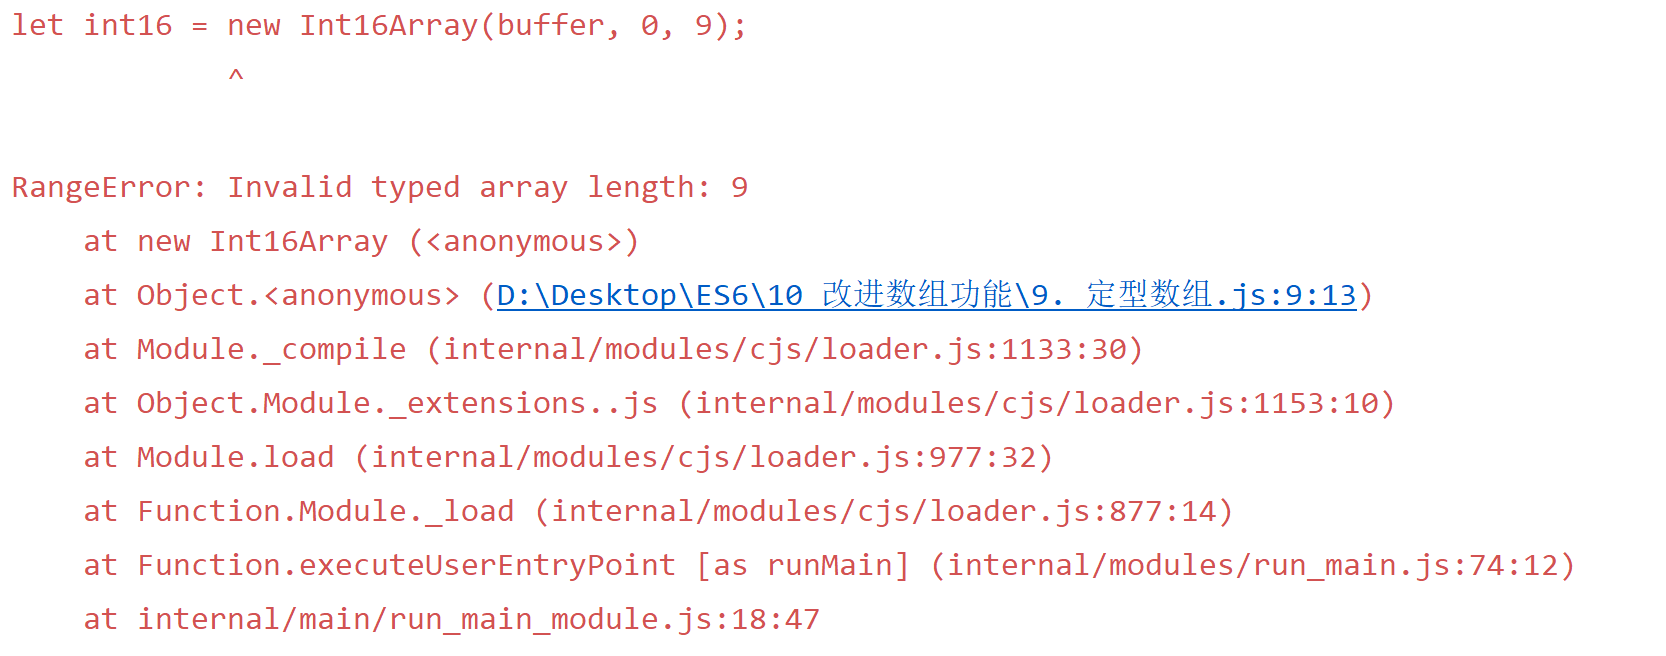 let int16 = new Int16Array(buffer, 0, 9);
^
RangeError: Invalid typed array length: 9
at new Int16Array (<anonymous>)
at Object.<anonymous> (D:\Desktop\ES6\10 改进数组功能\9. 定型数组.js:9:13)
at Module._compile (internal/modules/cjs/loader.js:1133:30)
at Object.Module._extensions..js (internal/modules/cjs/loader.js:1153:10)
at Module.load (internal/modules/cjs/loader.js:977:32)
at Function.Module._load (internal/modules/cjs/loader.js:877:14)
at Function.executeUserEntryPoint [as runMain] (internal/modules/run_main.js:74:12)
at internal/main/run_main_module.js:18:47